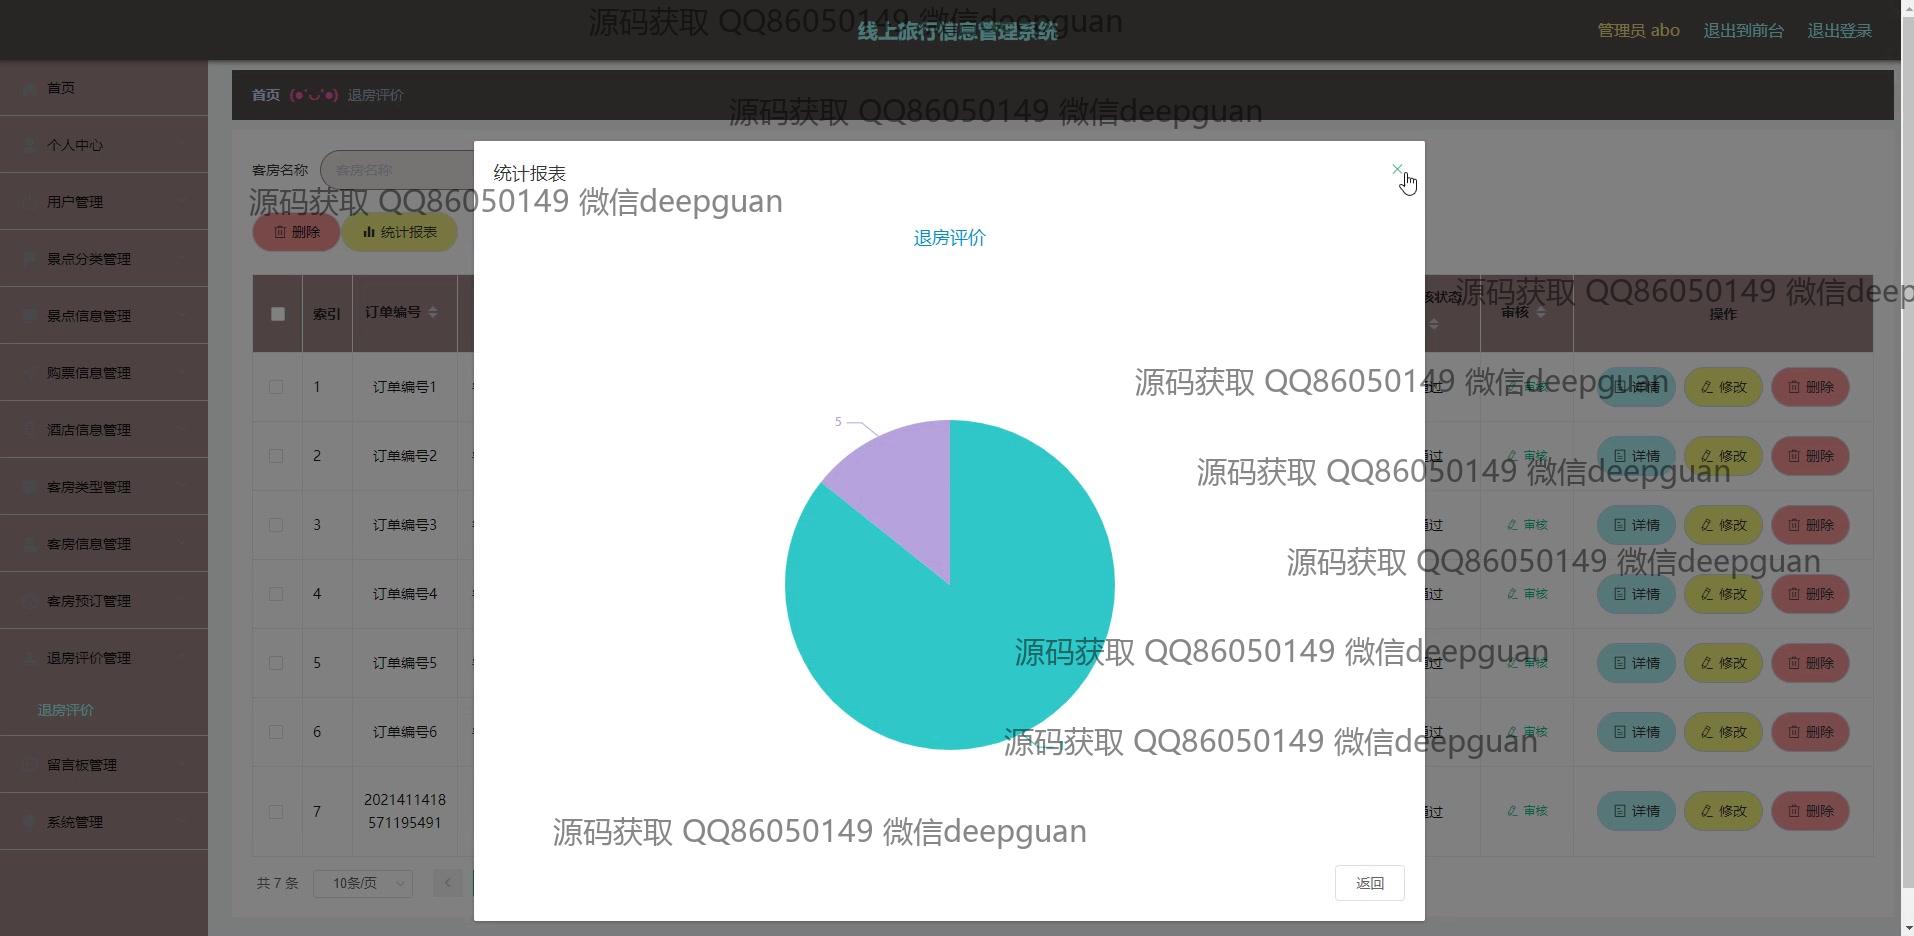 线上旅行信息管理系统
管理员 abo
退出到前台
退出登录
源码获取 QQ86050149 微信deepguan
首页
个人中心
用户管理
景点分类管理
景点信息管理
购票信息管理
酒店信息管理
客房类型管理
客房信息管理
客房预订管理
退房评价管理
退房评价
留言板管理
系统管理
首页 (●'◡'●) 退房评价
源码获取 QQ86050149 微信deepguan
客房名称
客房名称
源码获取 QQ86050149 微信deepguan
删除
统计报表
统计报表
退房评价
5
返回
索引 订单编号 核状态 审核 操作
源码获取 QQ86050149 微信deep
1 订单编号1 过 审核 详情 修改 删除
源码获取 QQ86050149 微信deepguan
2 订单编号2 通过 审核 详情 修改 删除
源码获取 QQ86050149 微信deepguan
3 订单编号3 通过 审核 详情 修改 删除
源码获取 QQ86050149 微信deepguan
4 订单编号4 通过 审核 详情 修改 删除
5 订单编号5 通过 审核 详情 修改 删除
源码获取 QQ86050149 微信deepguan
6 订单编号6 通过 审核 详情 修改 删除
源码获取 QQ86050149 微信deepguan
7 2021411418 通过 审核 详情 修改 删除
571195491
源码获取 QQ86050149 微信deepguan
共 7 条
10条/页